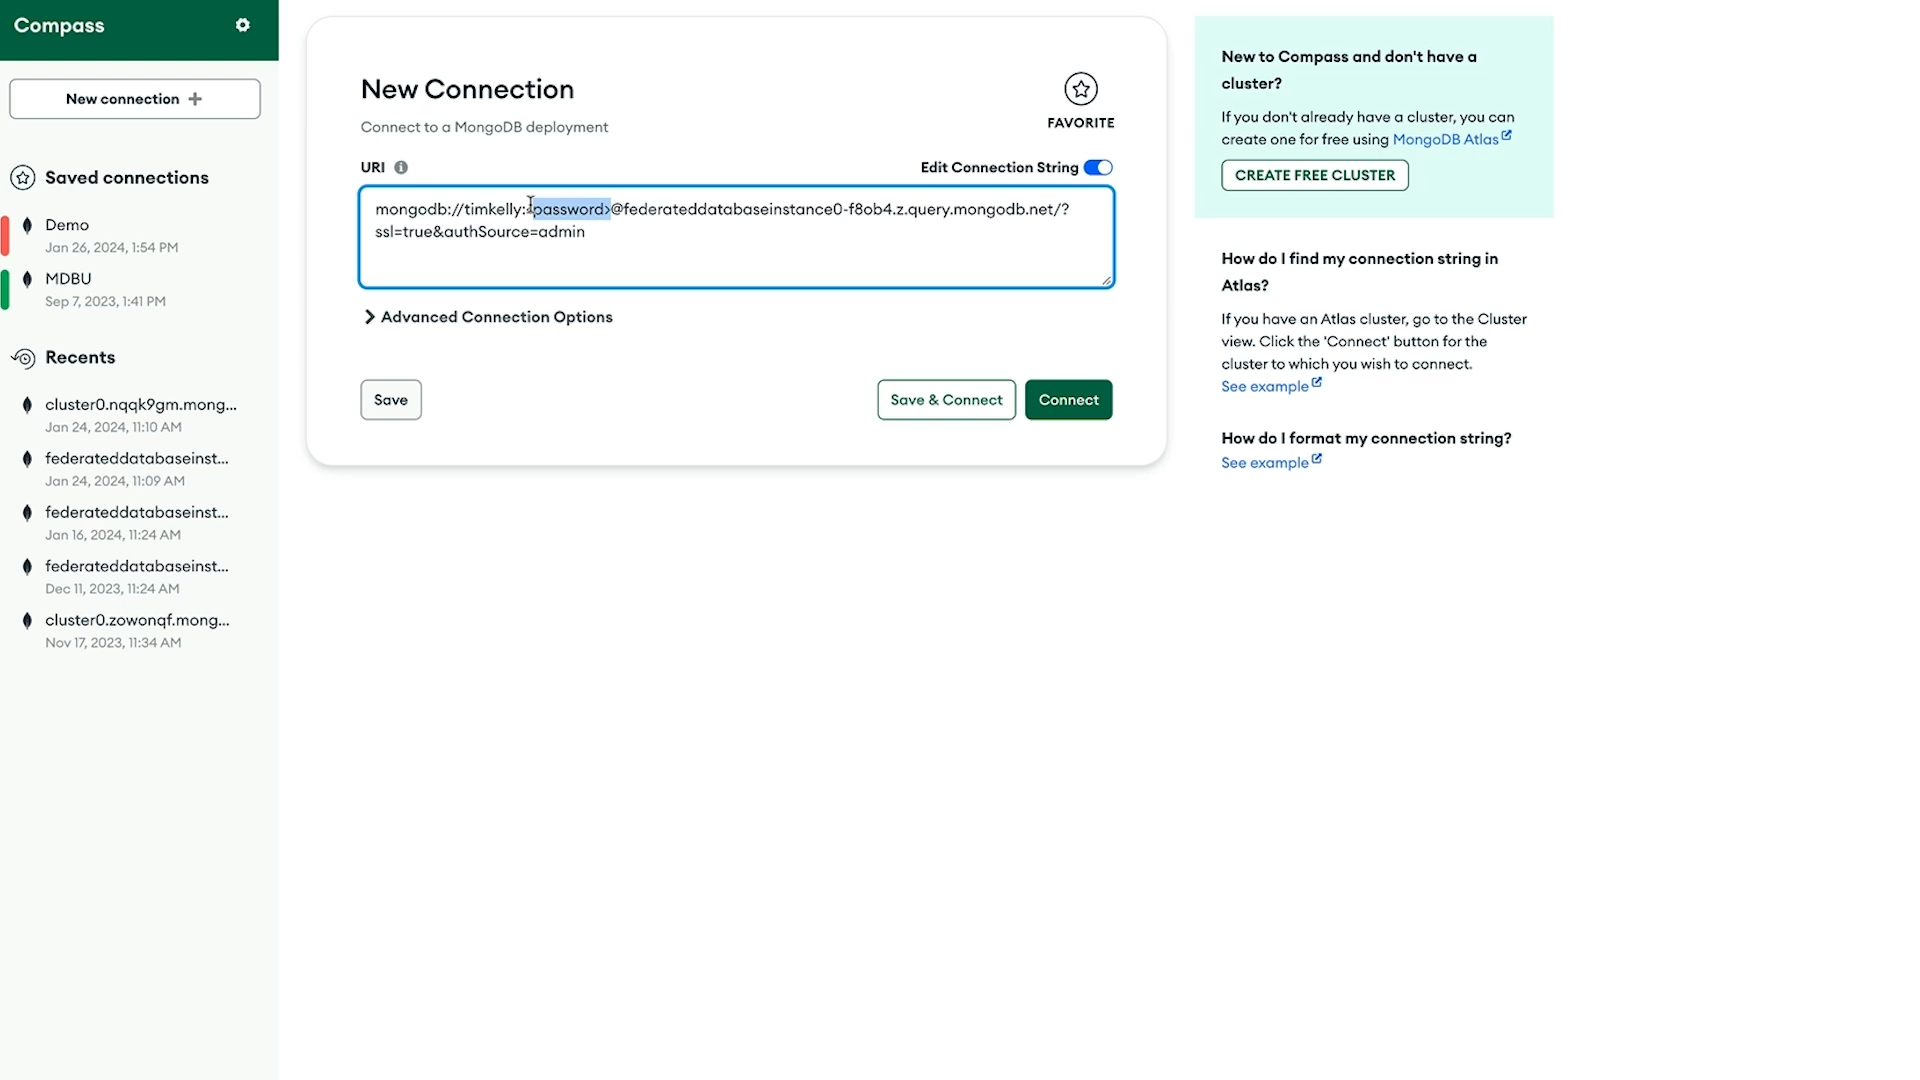 Compass
New connection
Saved connections
Demo
Jan 26, 2024, 1:54 PM
MDBU
Sep 7, 2023, 1:41 PM
Recents
cluster0.nqqk9gm.mong...
Jan 24, 2024, 11:10 AM
federateddatabaseinst...
Jan 24, 2024, 11:09 AM
federateddatabaseinst...
Jan 16, 2024, 11:24 AM
federateddatabaseinst...
Dec 11, 2023, 11:24 AM
cluster0.zowonqf.mong...
Nov 17, 2023, 11:34 AM
New Connection
Connect to a MongoDB deployment
FAVORITE
URI
Edit Connection String
mongodb://timkelly:<password>@federateddatabaseinstance0-f8ob4.z.query.mongodb.net/?
ssl=true&authSource=admin
Advanced Connection Options
Save
Save & Connect
Connect
New to Compass and don't have a
cluster?
If you don't already have a cluster, you can
create one for free using MongoDB Atlas
CREATE FREE CLUSTER
How do I find my connection string in
Atlas?
If you have an Atlas cluster, go to the Cluster
view. Click the 'Connect' button for the
cluster to which you wish to connect.
See example
How do I format my connection string?
See example